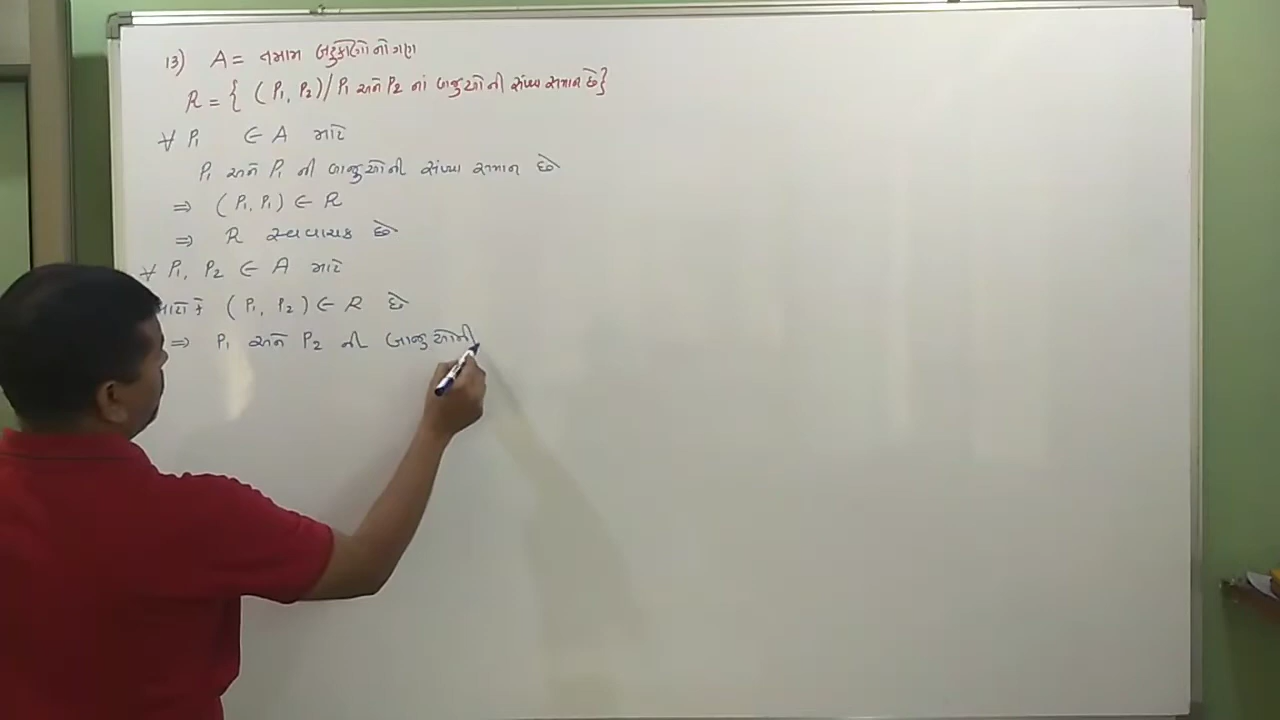 13) A = તમામ બહુકોણોનો ગણ
R = { (P₁, P₂) / P₁ અને P₂ નાં બાજુઓની સંખ્યા સમાન છે}
∀ P₁ ∈ A માટે
P₁ અને P₁ ની બાજુઓની સંખ્યા સમાન છે
⇒ (P₁, P₁) ∈ R
⇒ R સ્વવાચક છે
∀ P₁, P₂ ∈ A માટે
ધારો કે (P₁, P₂) ∈ R છે
⇒ P₁ અને P₂ ની બાજુઓની